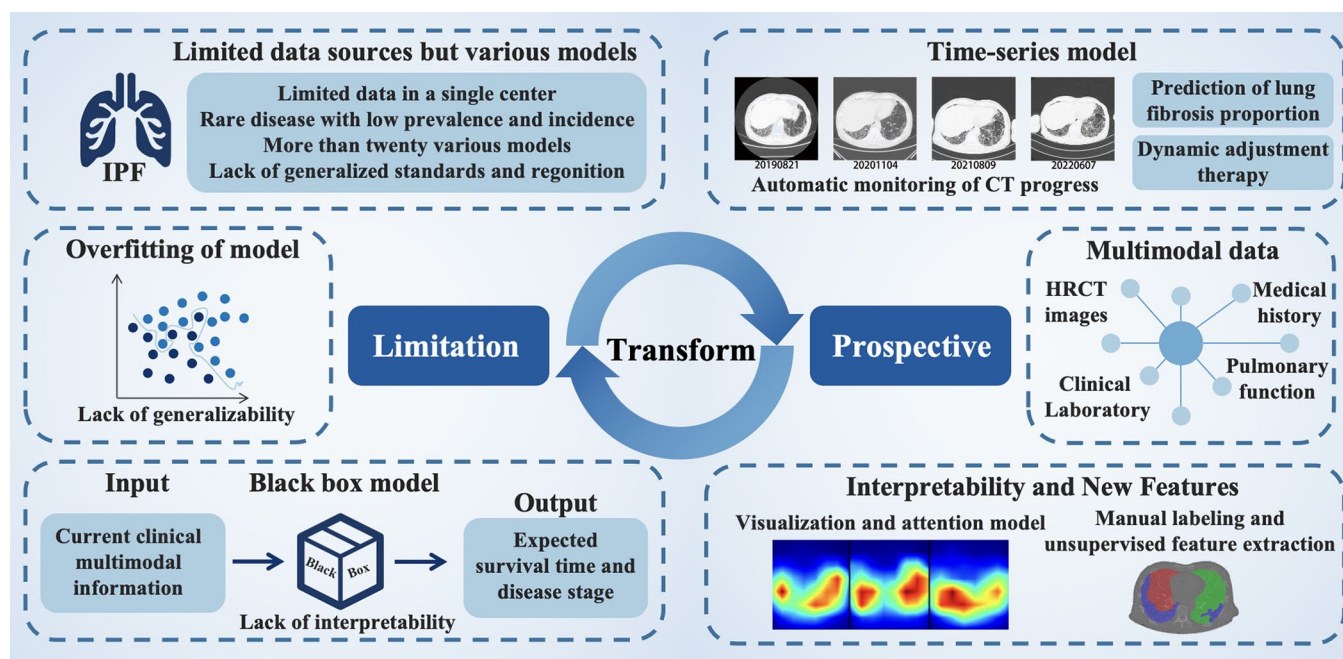 Limited data sources but various models
IPF
Limited data in a single center
Rare disease with low prevalence and incidence
More than twenty various models
Lack of generalized standards and regonition
Time-series model
20190821
20201104
20210809
20220607
Automatic monitoring of CT progress
Prediction of lung
fibrosis proportion
Dynamic adjustment
therapy
Overfitting of model
Lack of generalizability
Limitation
Transform
Prospective
Multimodal data
HRCT
images
Medical
history
Clinical
Laboratory
Pulmonary
function
Input
Current clinical
multimodal
information
Black box model
Black
Box
Lack of interpretability
Output
Expected
survival time and
disease stage
Interpretability and New Features
Visualization and attention model
Manual labeling and
unsupervised feature extraction